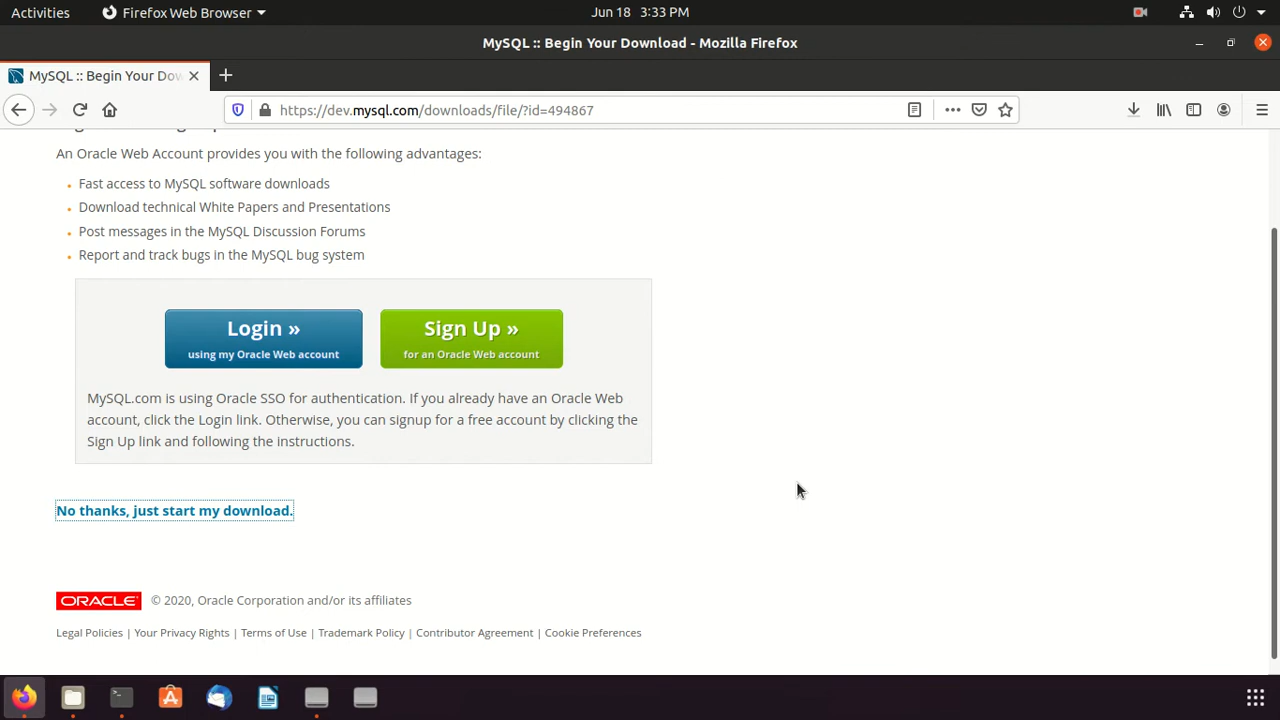 Activities
Firefox Web Browser
Jun 18 3:33 PM
MySQL :: Begin Your Download - Mozilla Firefox
MySQL :: Begin Your Dow
https://dev.mysql.com/downloads/file/?id=494867
An Oracle Web Account provides you with the following advantages:
Fast access to MySQL software downloads
Download technical White Papers and Presentations
Post messages in the MySQL Discussion Forums
Report and track bugs in the MySQL bug system
Login »
using my Oracle Web account
Sign Up »
for an Oracle Web account
MySQL.com is using Oracle SSO for authentication. If you already have an Oracle Web
account, click the Login link. Otherwise, you can signup for a free account by clicking the
Sign Up link and following the instructions.
No thanks, just start my download.
ORACLE © 2020, Oracle Corporation and/or its affiliates
Legal Policies | Your Privacy Rights | Terms of Use | Trademark Policy | Contributor Agreement | Cookie Preferences